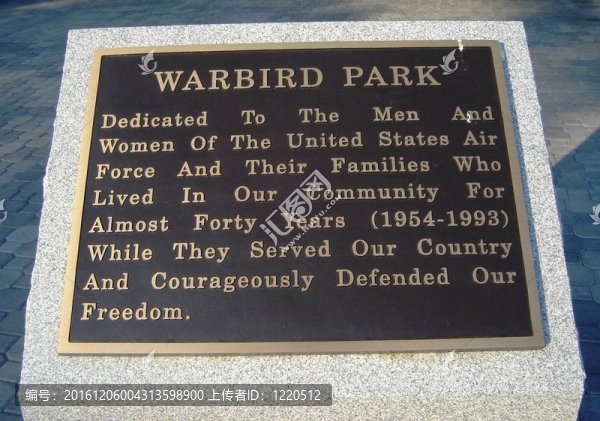 WARBIRD PARK
Dedicated To The Men And
Women Of The United States Air
Force And Their Families Who
Lived In Our Community For
Almost Forty Years (1954-1993)
While They Served Our Country
And Courageously Defended Our
Freedom.
编号:20161206004313598900 上传者ID:1220512